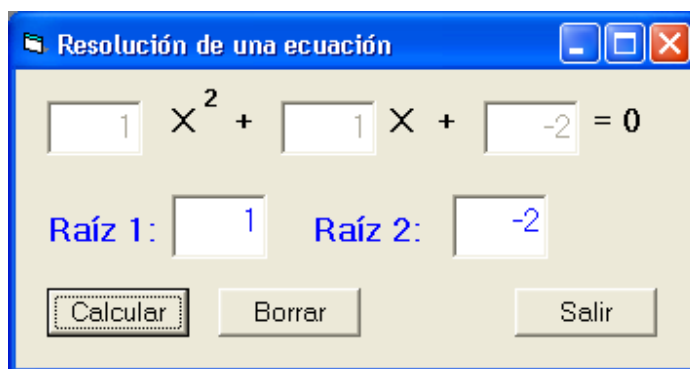 Resolución de una ecuación
1 X² + 1 X + -2 = 0
Raíz 1: 1 Raíz 2: -2
Calcular Borrar Salir